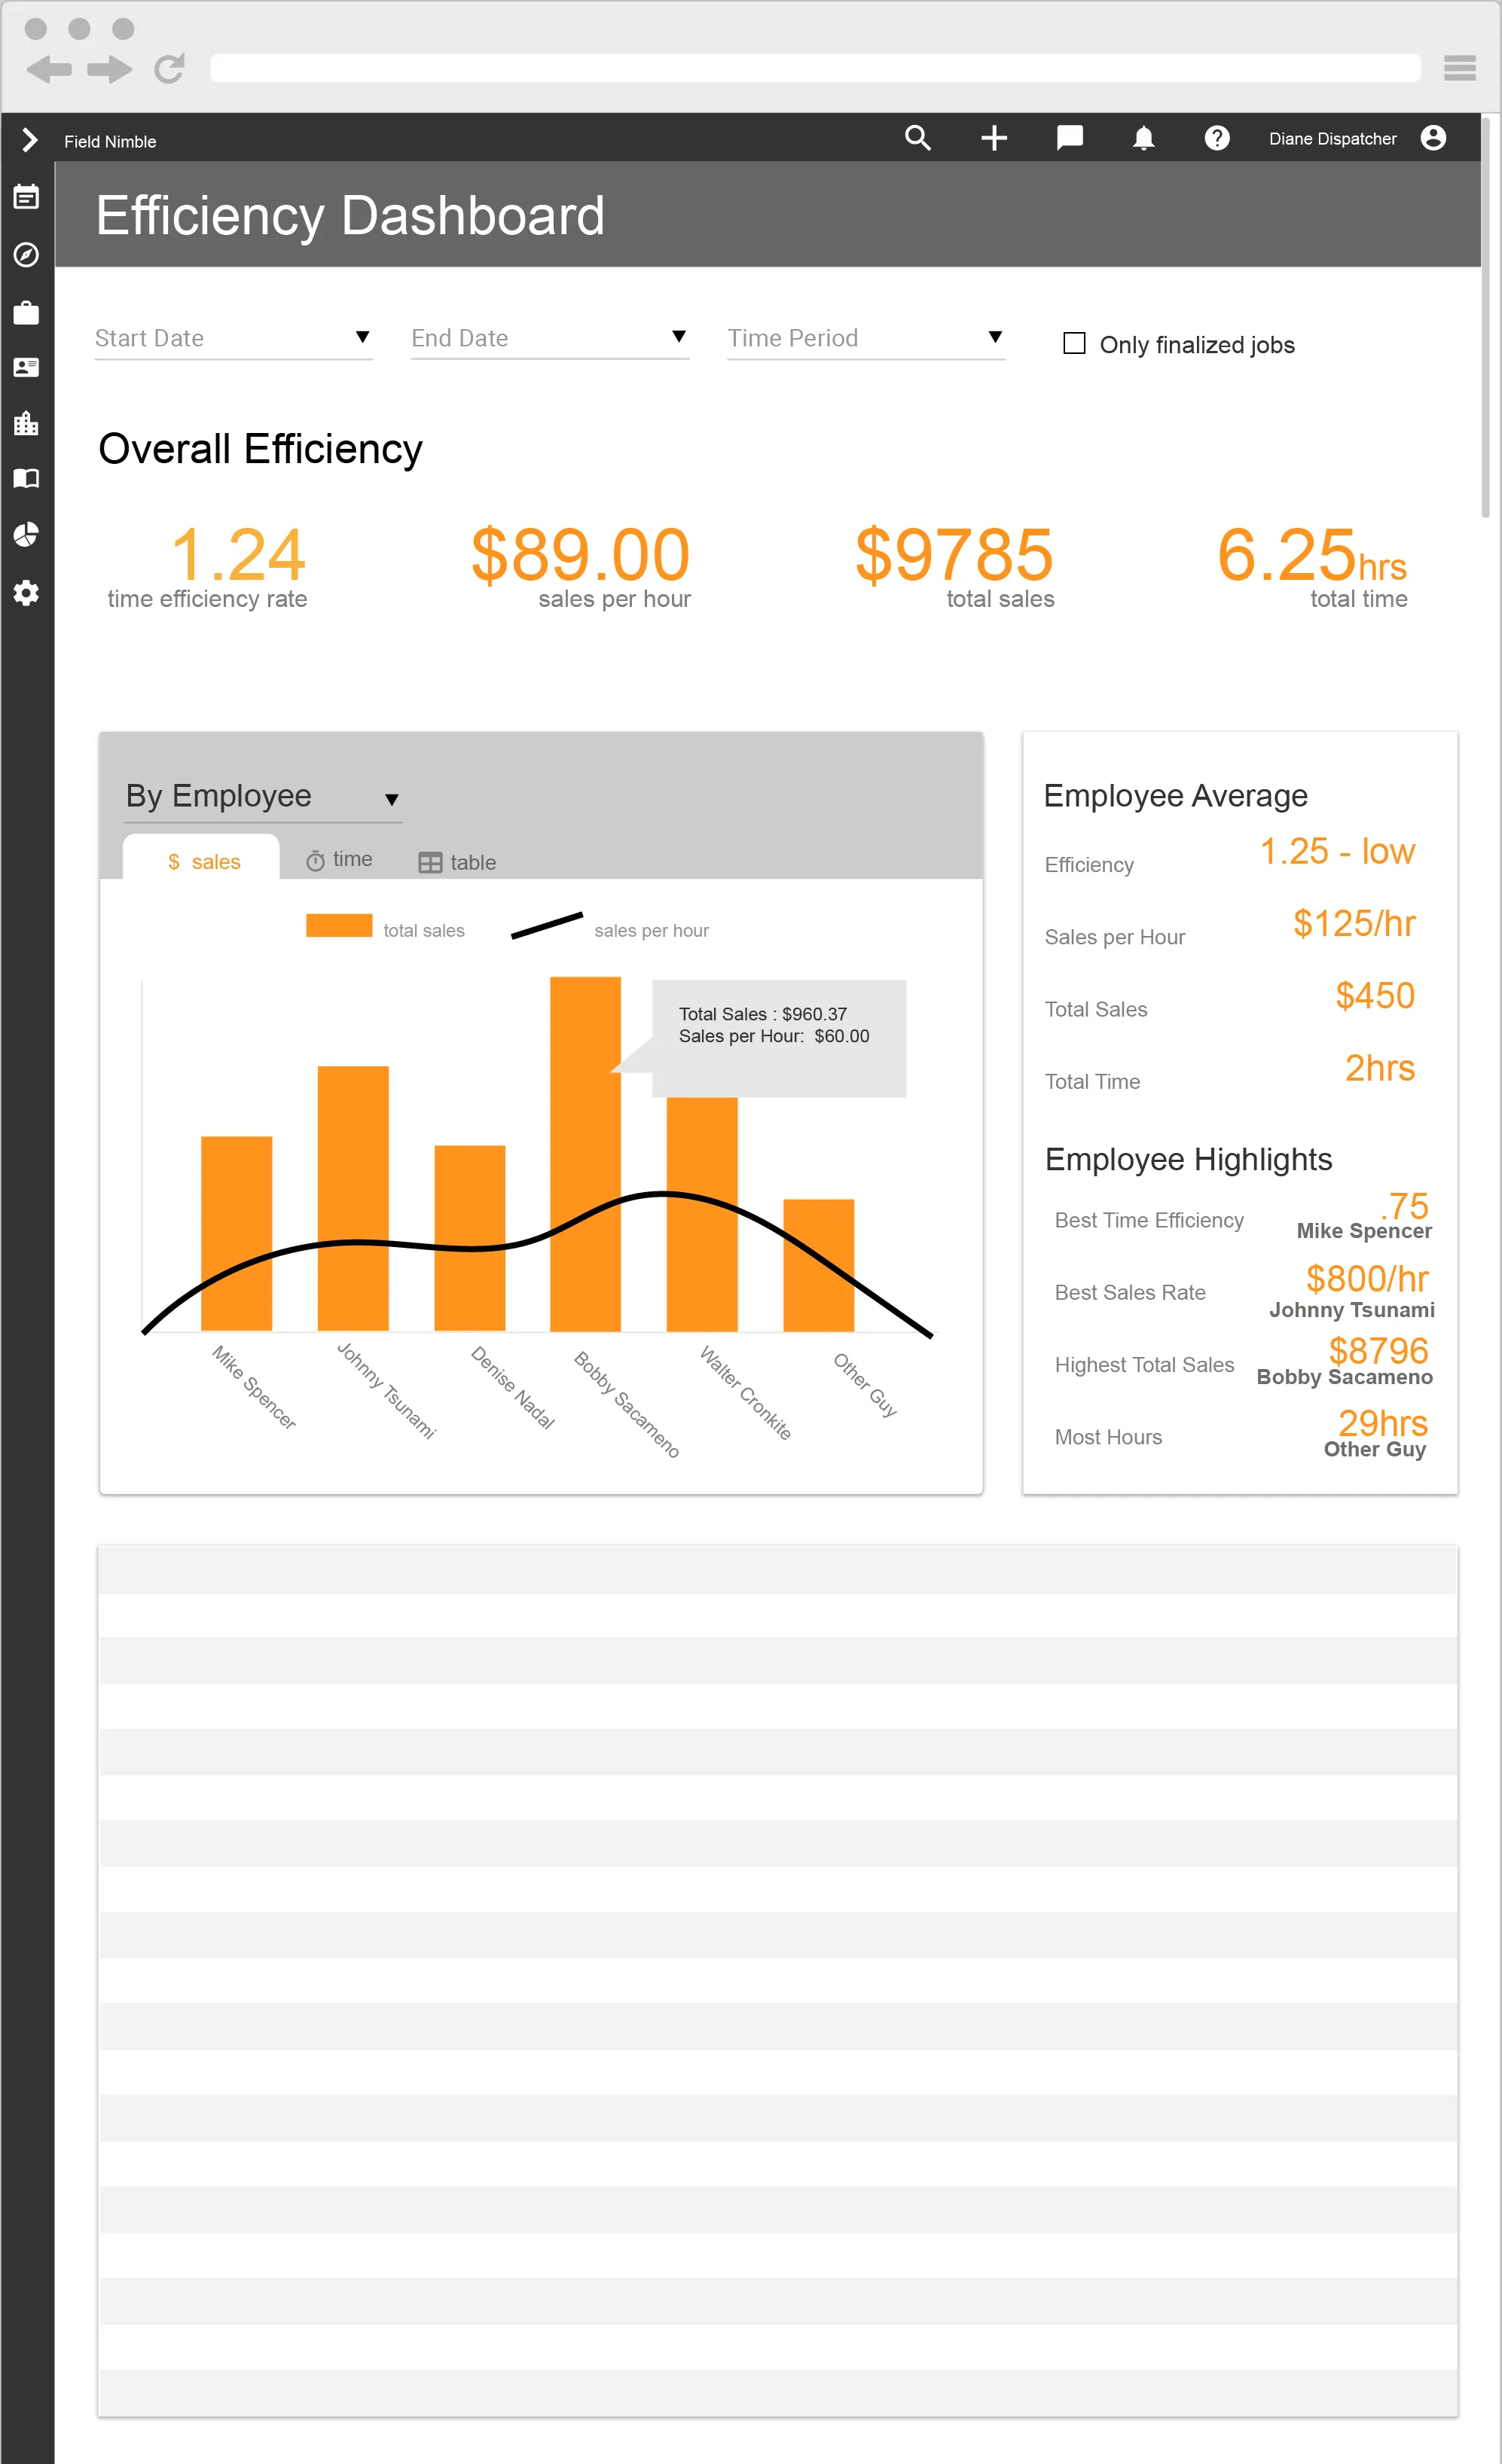 Field Nimble
Diane Dispatcher
Efficiency Dashboard
Start Date
End Date
Time Period
Only finalized jobs
Overall Efficiency
1.24
time efficiency rate
$89.00
sales per hour
$9785
total sales
6.25hrs
total time
By Employee
$ sales
time
table
total sales
sales per hour
Total Sales : $960.37
Sales per Hour: $60.00
Mike Spencer
Johnny Tsunami
Denise Nadal
Bobby Sacameno
Walter Cronkite
Other Guy
Employee Average
Efficiency
1.25 - low
Sales per Hour
$125/hr
Total Sales
$450
Total Time
2hrs
Employee Highlights
Best Time Efficiency
.75
Mike Spencer
Best Sales Rate
$800/hr
Johnny Tsunami
Highest Total Sales
$8796
Bobby Sacameno
Most Hours
29hrs
Other Guy